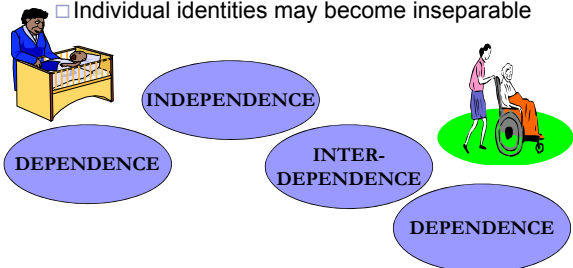 Individual identities may become inseparable
INDEPENDENCE
DEPENDENCE
INTER-
DEPENDENCE
DEPENDENCE